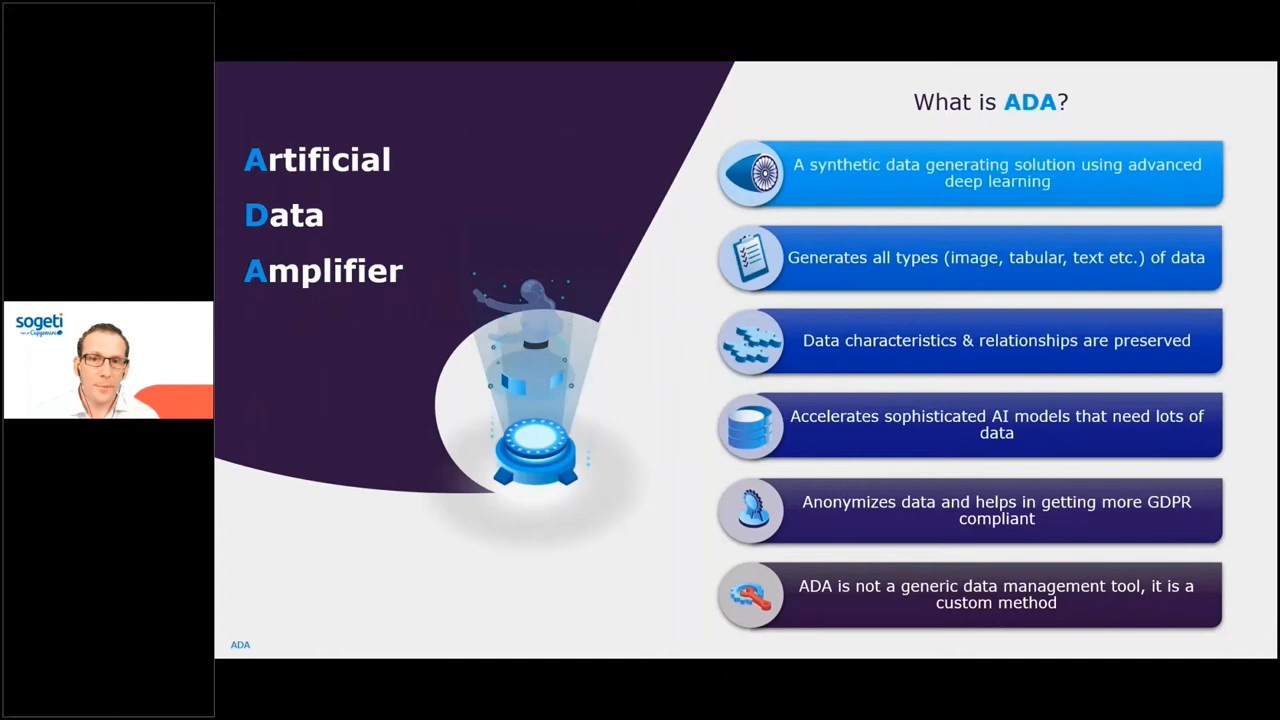 sogeti
Part of Capgemini
Artificial
Data
Amplifier
ADA
What is ADA?
A synthetic data generating solution using advanced
deep learning
Generates all types (image, tabular, text etc.) of data
Data characteristics & relationships are preserved
Accelerates sophisticated AI models that need lots of
data
Anonymizes data and helps in getting more GDPR
compliant
ADA is not a generic data management tool, it is a
custom method